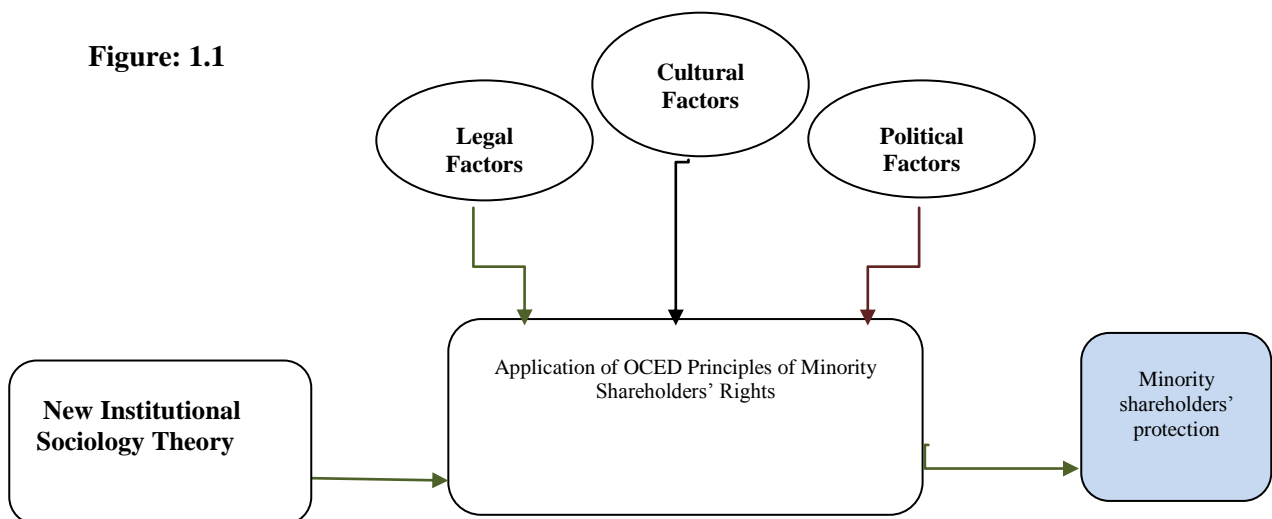 Figure: 1.1
Cultural
Factors
Legal
Factors
Political
Factors
Application of OCED Principles of Minority
Shareholders’ Rights
New Institutional
Sociology Theory
Minority
shareholders’
protection